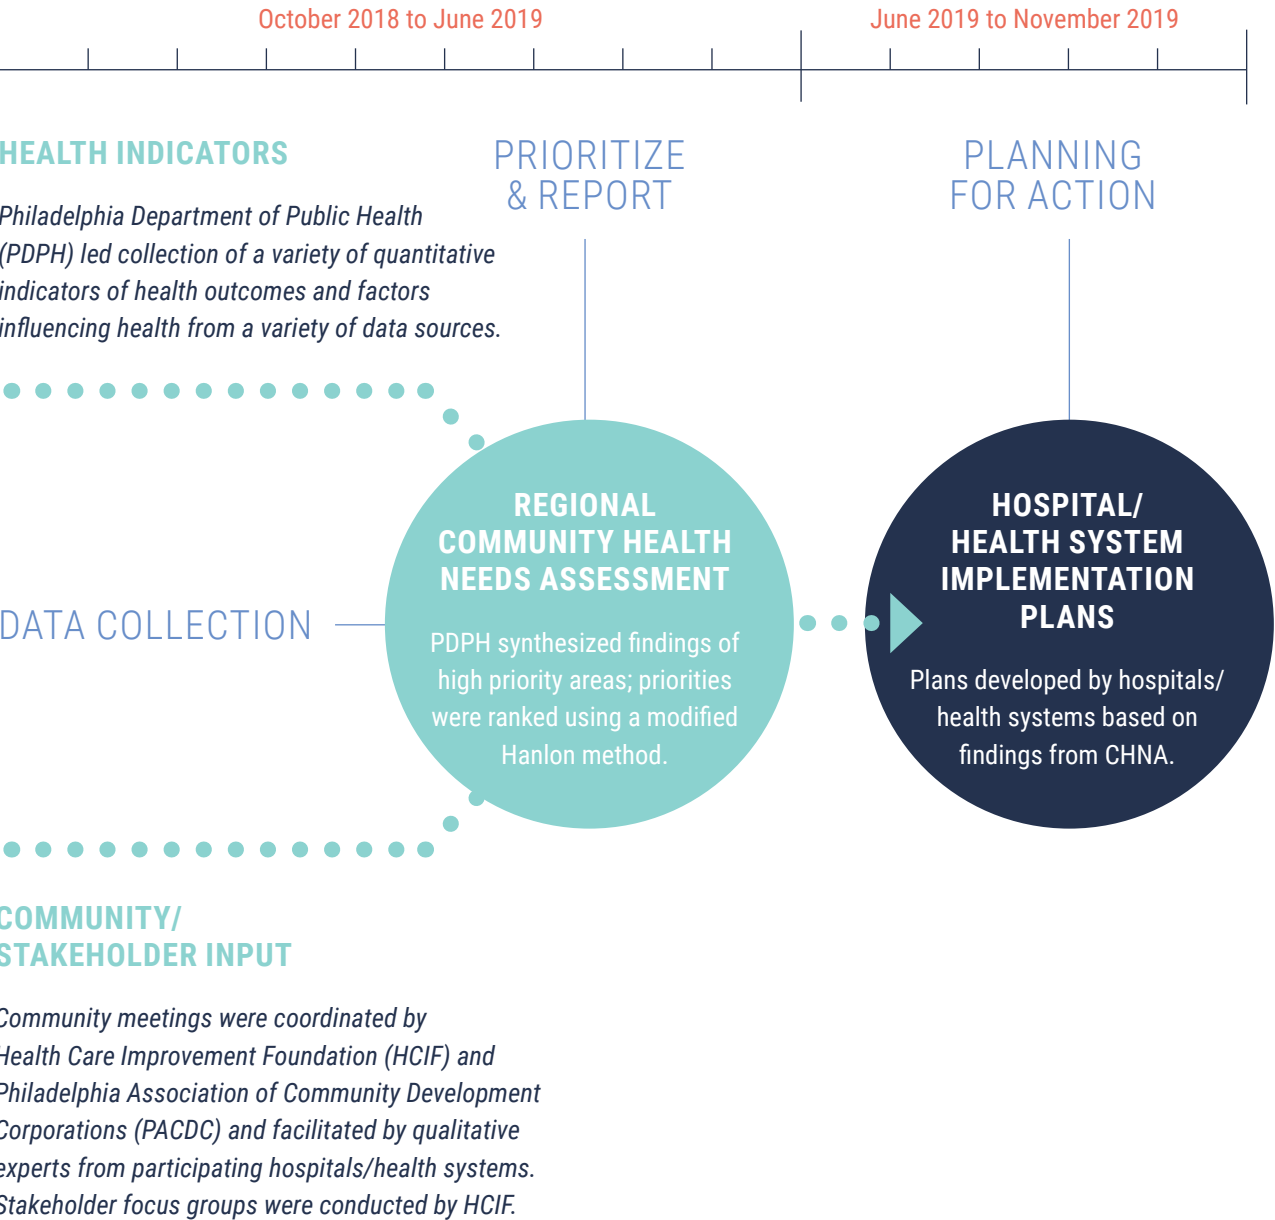 October 2018 to June 2019
June 2019 to November 2019
HEALTH INDICATORS
Philadelphia Department of Public Health
(PDPH) led collection of a variety of quantitative
indicators of health outcomes and factors
influencing health from a variety of data sources.
PRIORITIZE
& REPORT
PLANNING
FOR ACTION
DATA COLLECTION
REGIONAL
COMMUNITY HEALTH
NEEDS ASSESSMENT
PDPH synthesized findings of
high priority areas; priorities
were ranked using a modified
Hanlon method.
HOSPITAL/
HEALTH SYSTEM
IMPLEMENTATION
PLANS
Plans developed by hospitals/
health systems based on
findings from CHNA.
COMMUNITY/
STAKEHOLDER INPUT
Community meetings were coordinated by
Health Care Improvement Foundation (HCIF) and
Philadelphia Association of Community Development
Corporations (PACDC) and facilitated by qualitative
experts from participating hospitals/health systems.
Stakeholder focus groups were conducted by HCIF.